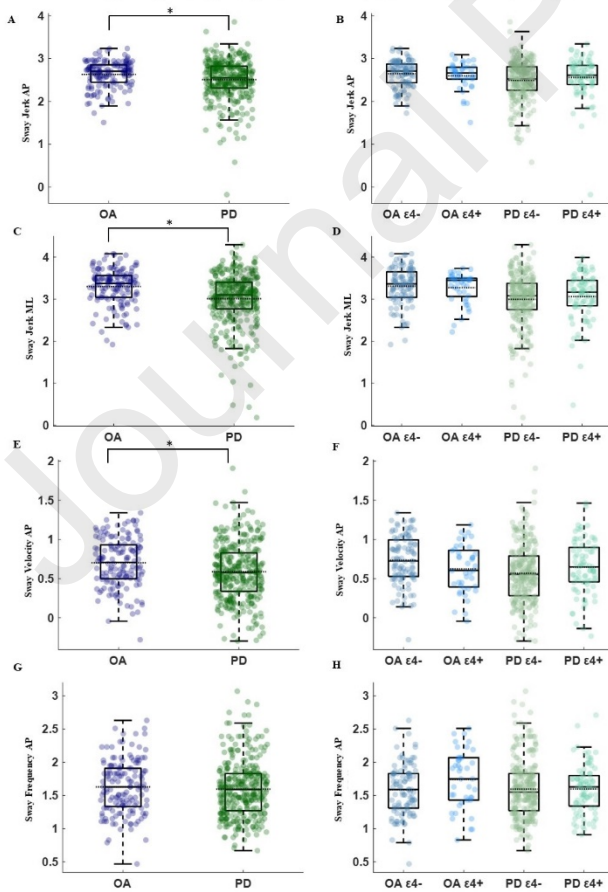 A
*
Sway Jerk AP
4
3
2
1
0
OA
PD
B
Sway Jerk AP
4
3
2
1
0
OA ε4-
OA ε4+
PD ε4-
PD ε4+
C
*
Sway Jerk ML
4
3
2
1
0
OA
PD
D
Sway Jerk ML
4
3
2
1
0
OA ε4-
OA ε4+
PD ε4-
PD ε4+
E
*
Sway Velocity AP
2
1.5
1
0.5
0
OA
PD
F
Sway Velocity AP
2
1.5
1
0.5
0
OA ε4-
OA ε4+
PD ε4-
PD ε4+
G
Sway Frequency AP
3
2.5
2
1.5
1
0.5
OA
PD
H
Sway Frequency AP
3
2.5
2
1.5
1
0.5
OA ε4-
OA ε4+
PD ε4-
PD ε4+
Journal P